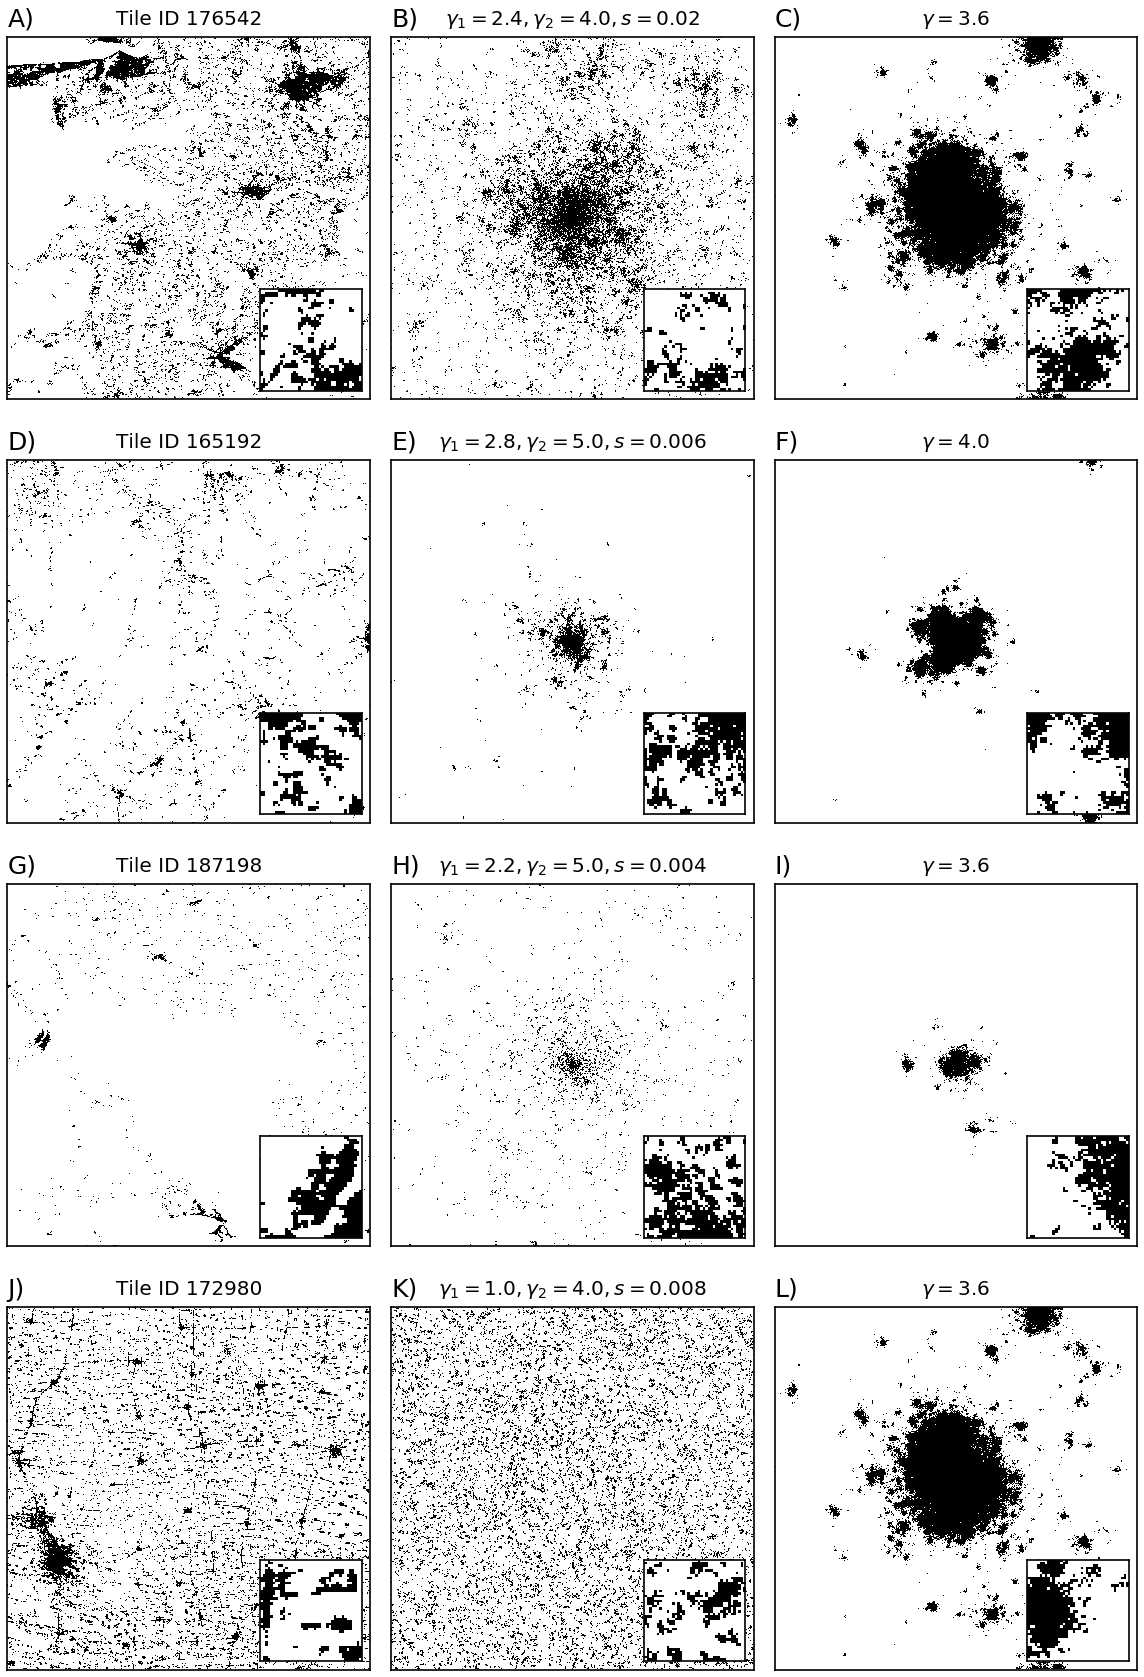 A) Tile ID 176542
B) γ₁ = 2.4, γ₂ = 4.0, s = 0.02
C) γ = 3.6
D) Tile ID 165192
E) γ₁ = 2.8, γ₂ = 5.0, s = 0.006
F) γ = 4.0
G) Tile ID 187198
H) γ₁ = 2.2, γ₂ = 5.0, s = 0.004
I) γ = 3.6
J) Tile ID 172980
K) γ₁ = 1.0, γ₂ = 4.0, s = 0.008
L) γ = 3.6